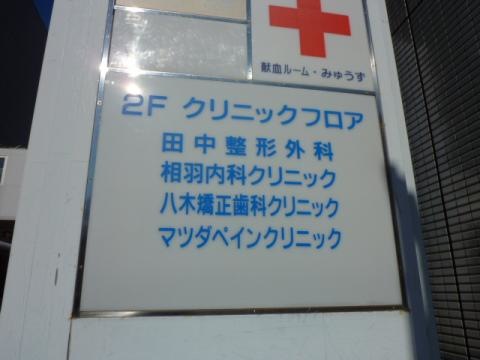 献血ルーム・みゅうず
2F クリニックフロア
田中整形外科
相羽内科クリニック
八木矯正歯科クリニック
マツダペインクリニック